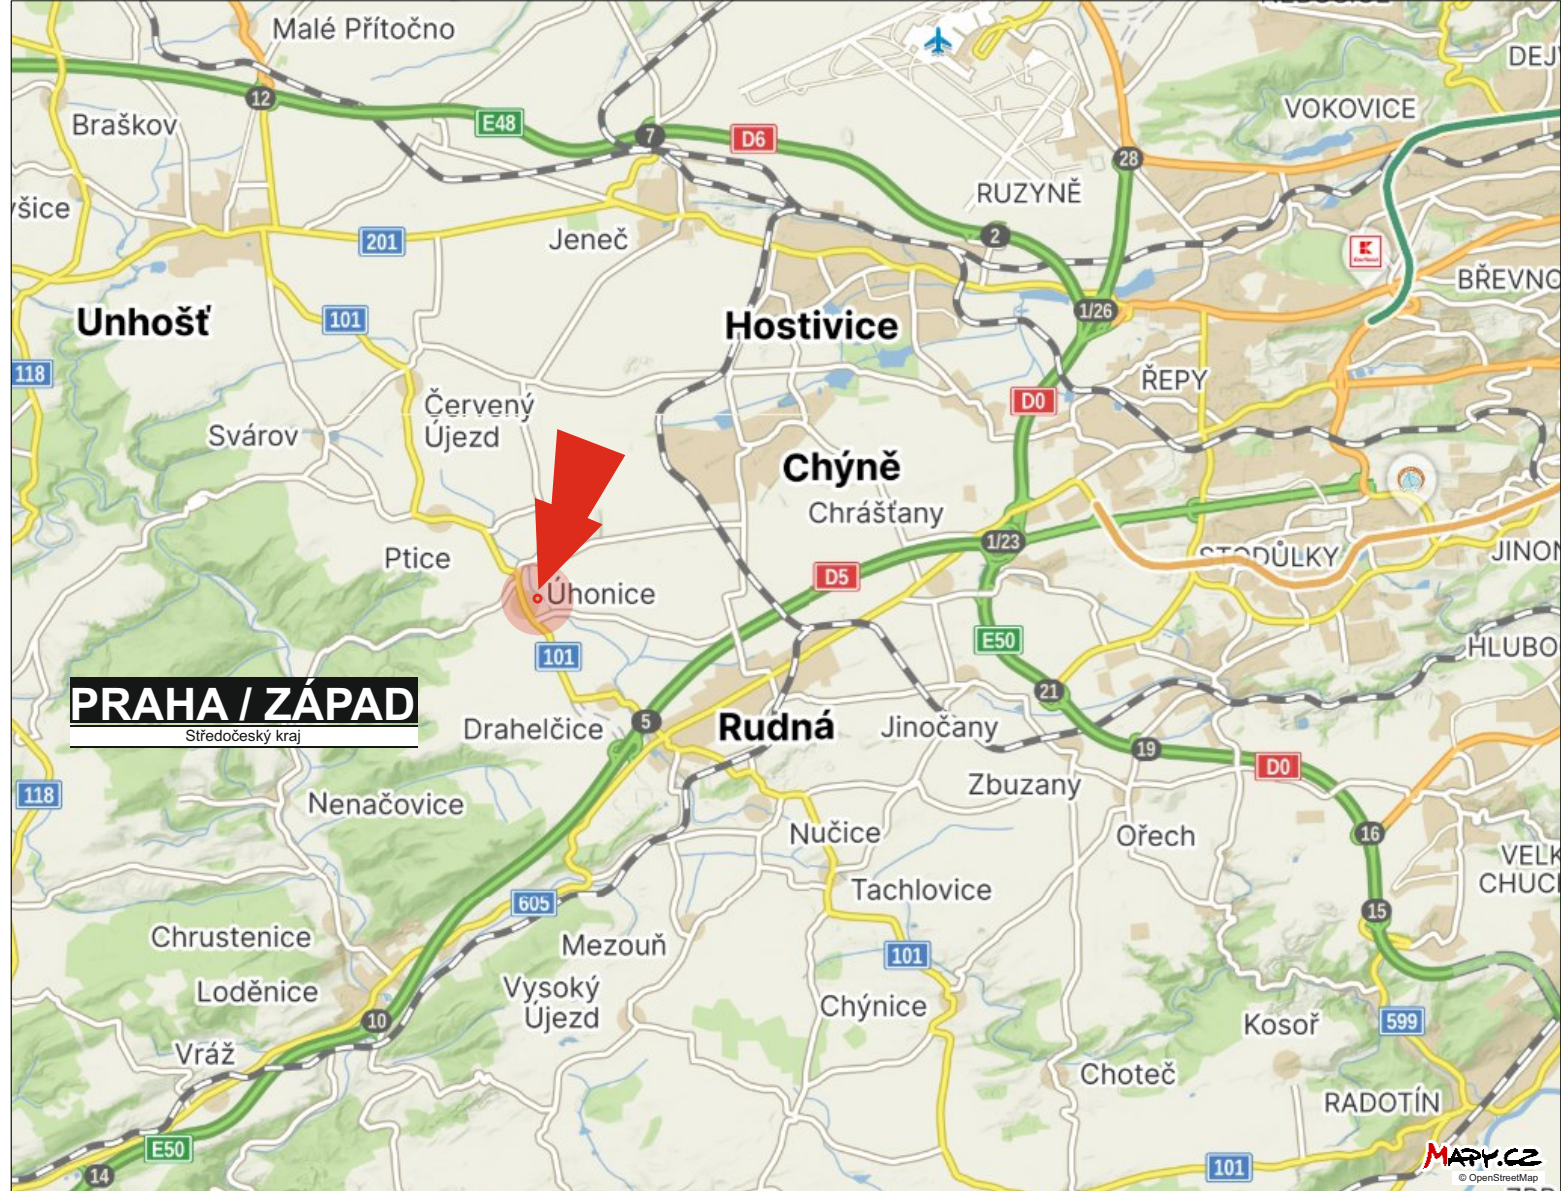 Malé Přítočno
DEJ
VOKOVICE
12
E48
7
D6
Braškov
28
RUZYNĚ
všice
201
Jeneč
2
Kaufland
BŘEVNO
Unhošť
101
Hostivice
1/26
118
ŘEPY
D0
Červený
Újezd
Svárov
Chýně
Chrášťany
1/23
STODŮLKY
JINON
Ptice
D5
Úhonice
101
E50
HLUBO
PRAHA / ZÁPAD
Středočeský kraj
21
Drahelčice
5
Rudná
Jinočany
19
D0
118
Nenačovice
Zbuzany
Nučice
Ořech
16
VELK
CHUCH
Tachlovice
605
15
Chrustenice
Mezouň
101
Loděnice
Vysoký
Újezd
Chýnice
10
Kosoř
599
Vráž
Choteč
RADOTÍN
E50
14
101
MAPY.CZ
© OpenStreetMap